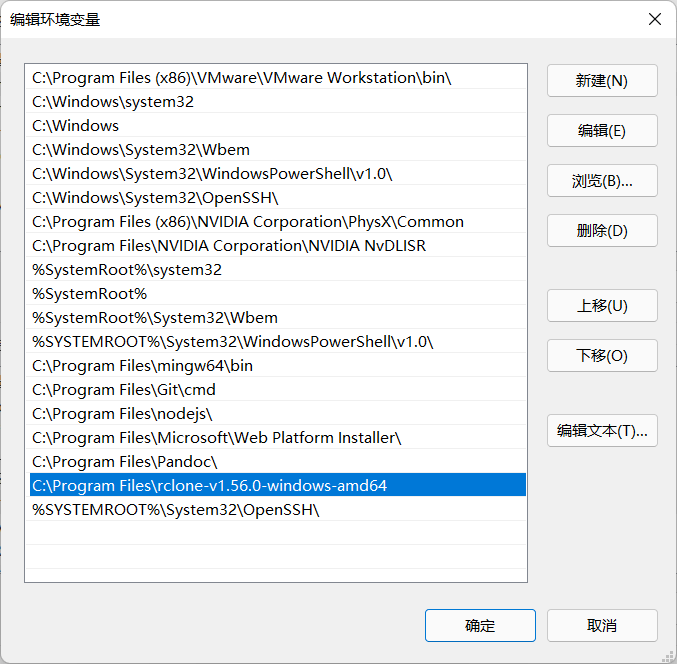 编辑环境变量
C:\Program Files (x86)\VMware\VMware Workstation\bin\
新建(N)
C:\Windows\system32
C:\Windows
编辑(E)
C:\Windows\System32\Wbem
C:\Windows\System32\WindowsPowerShell\v1.0\
浏览(B)...
C:\Windows\System32\OpenSSH\
C:\Program Files (x86)\NVIDIA Corporation\PhysX\Common
删除(D)
C:\Program Files\NVIDIA Corporation\NVIDIA NvDLISR
%SystemRoot%\system32
%SystemRoot%
上移(U)
%SystemRoot%\System32\Wbem
%SYSTEMROOT%\System32\WindowsPowerShell\v1.0\
下移(O)
C:\Program Files\mingw64\bin
C:\Program Files\Git\cmd
C:\Program Files\nodejs\
编辑文本(T)...
C:\Program Files\Microsoft\Web Platform Installer\
C:\Program Files\Pandoc\
C:\Program Files\rclone-v1.56.0-windows-amd64
%SYSTEMROOT%\System32\OpenSSH\
确定
取消